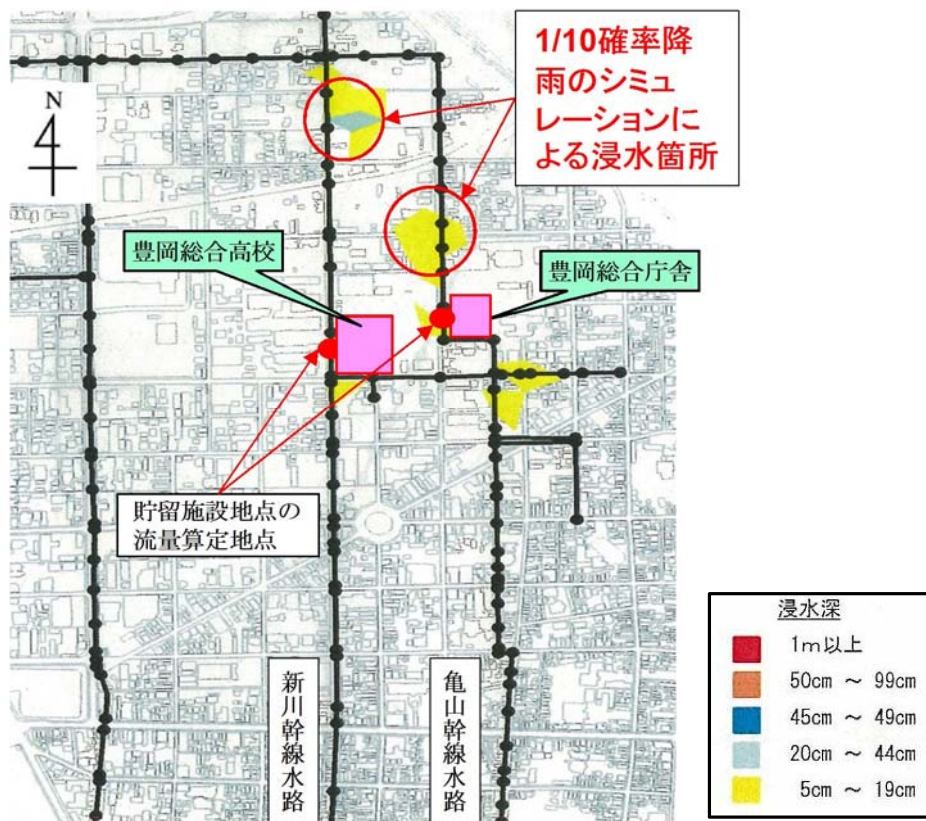 1/10確率降
雨のシミュ
レーションに
よる浸水箇所
N
豊岡総合高校
豊岡総合庁舎
貯留施設地点の
流量算定地点
新川幹線水路
亀山幹線水路
浸水深
1m以上
50cm ～ 99cm
45cm ～ 49cm
20cm ～ 44cm
5cm ～ 19cm